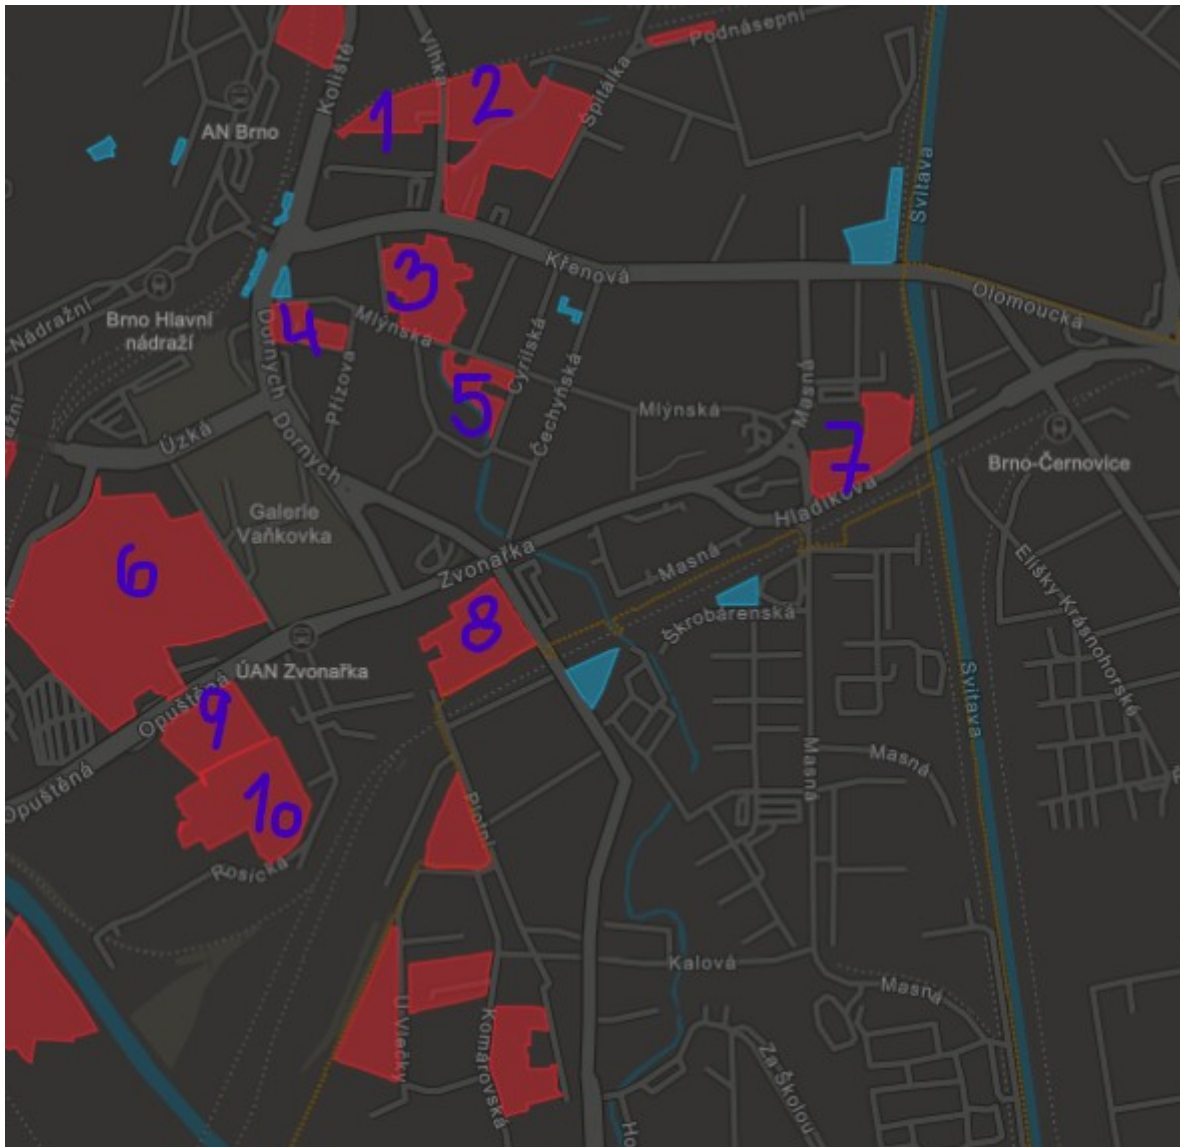 Podnásepní
Vlhká
Koliště
Špitálka
1
2
AN Brno
Svitava
Křenová
3
Olomoucká
Nádražní
Brno Hlavní
nádraží
Dornych
4
Mlýnská
Přízova
Cyrilská
5
Čechyňská
Mlýnská
Masná
Úzká
Dornych
7
Hladíkova
Brno-Černovice
Galerie
Vaňkovka
Zvonařka
Masná
6
Elišky Krásnohorské
Škrobárenská
8
ÚAN Zvonařka
Svitava
Opuštěná
9
Opuštěná
10
Masná
Masná
Plotní
Rosická
Kalová
Masná
U Vlečky
Komárovská
Za Školou
Ho